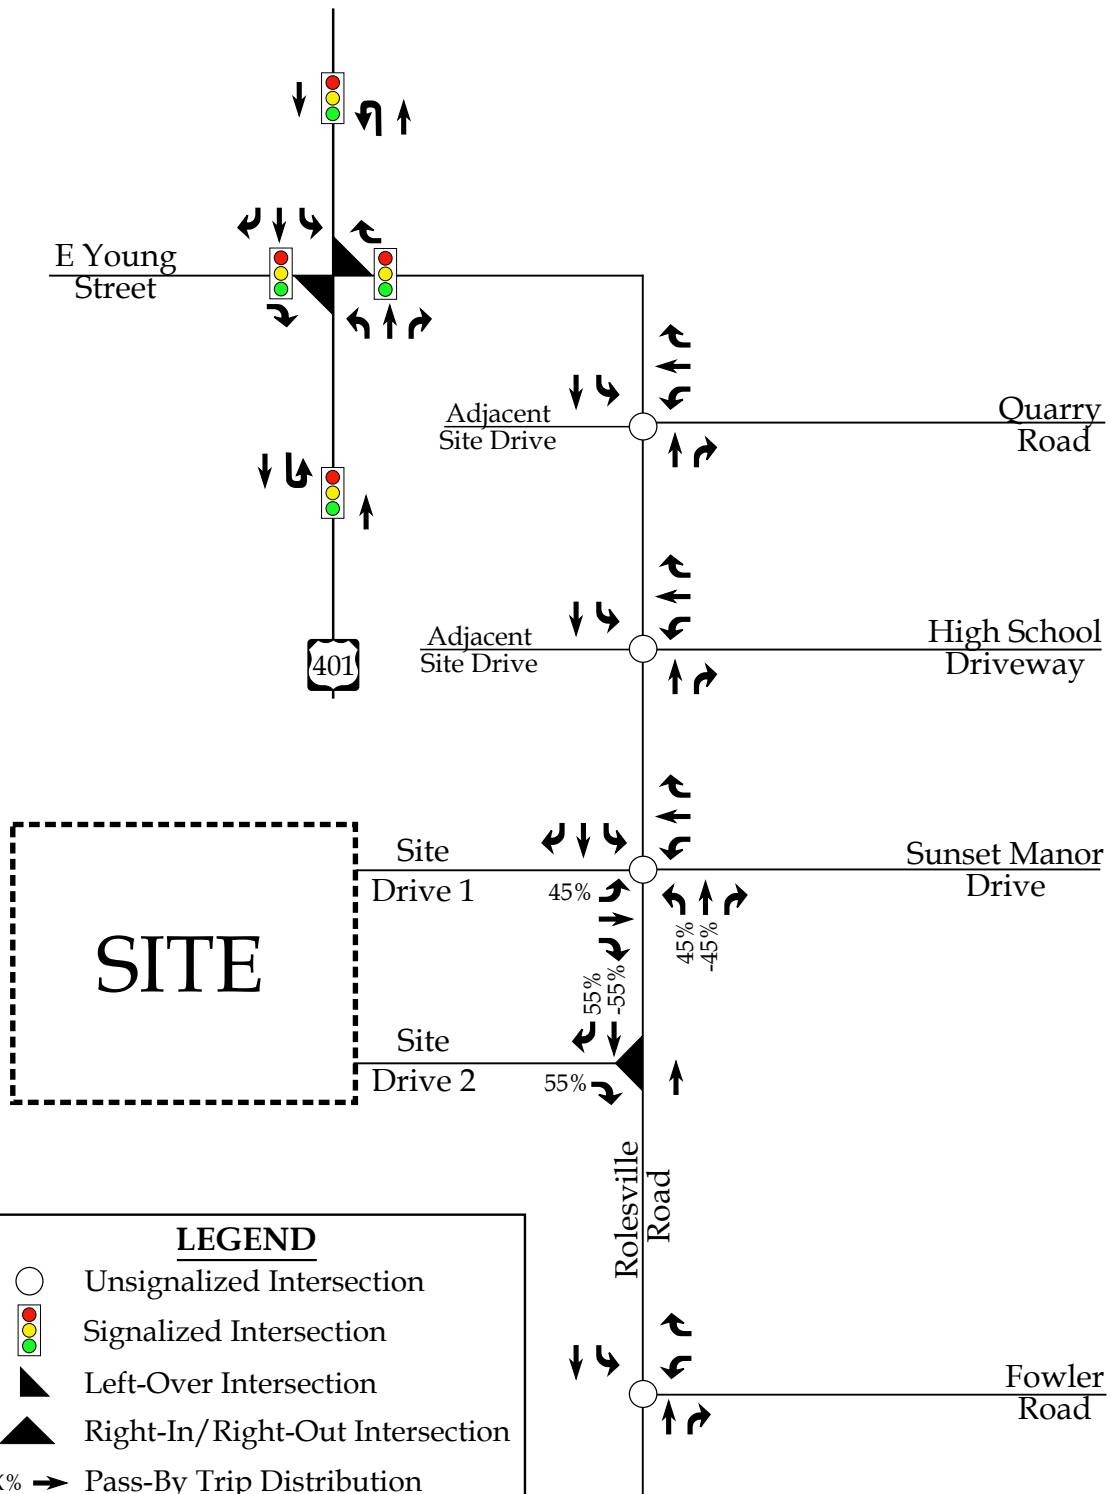 E Young
Street
Adjacent
Site Drive
Quarry
Road
Adjacent
Site Drive
High School
Driveway
401
Site
Drive 1
45%
Sunset Manor
Drive
45%
-45%
SITE
55%
-55%
Site
Drive 2
55%
Rolesville
Road
LEGEND
Unsignalized Intersection
Signalized Intersection
Left-Over Intersection
Right-In/Right-Out Intersection
% Pass-By Trip Distribution
Fowler
Road